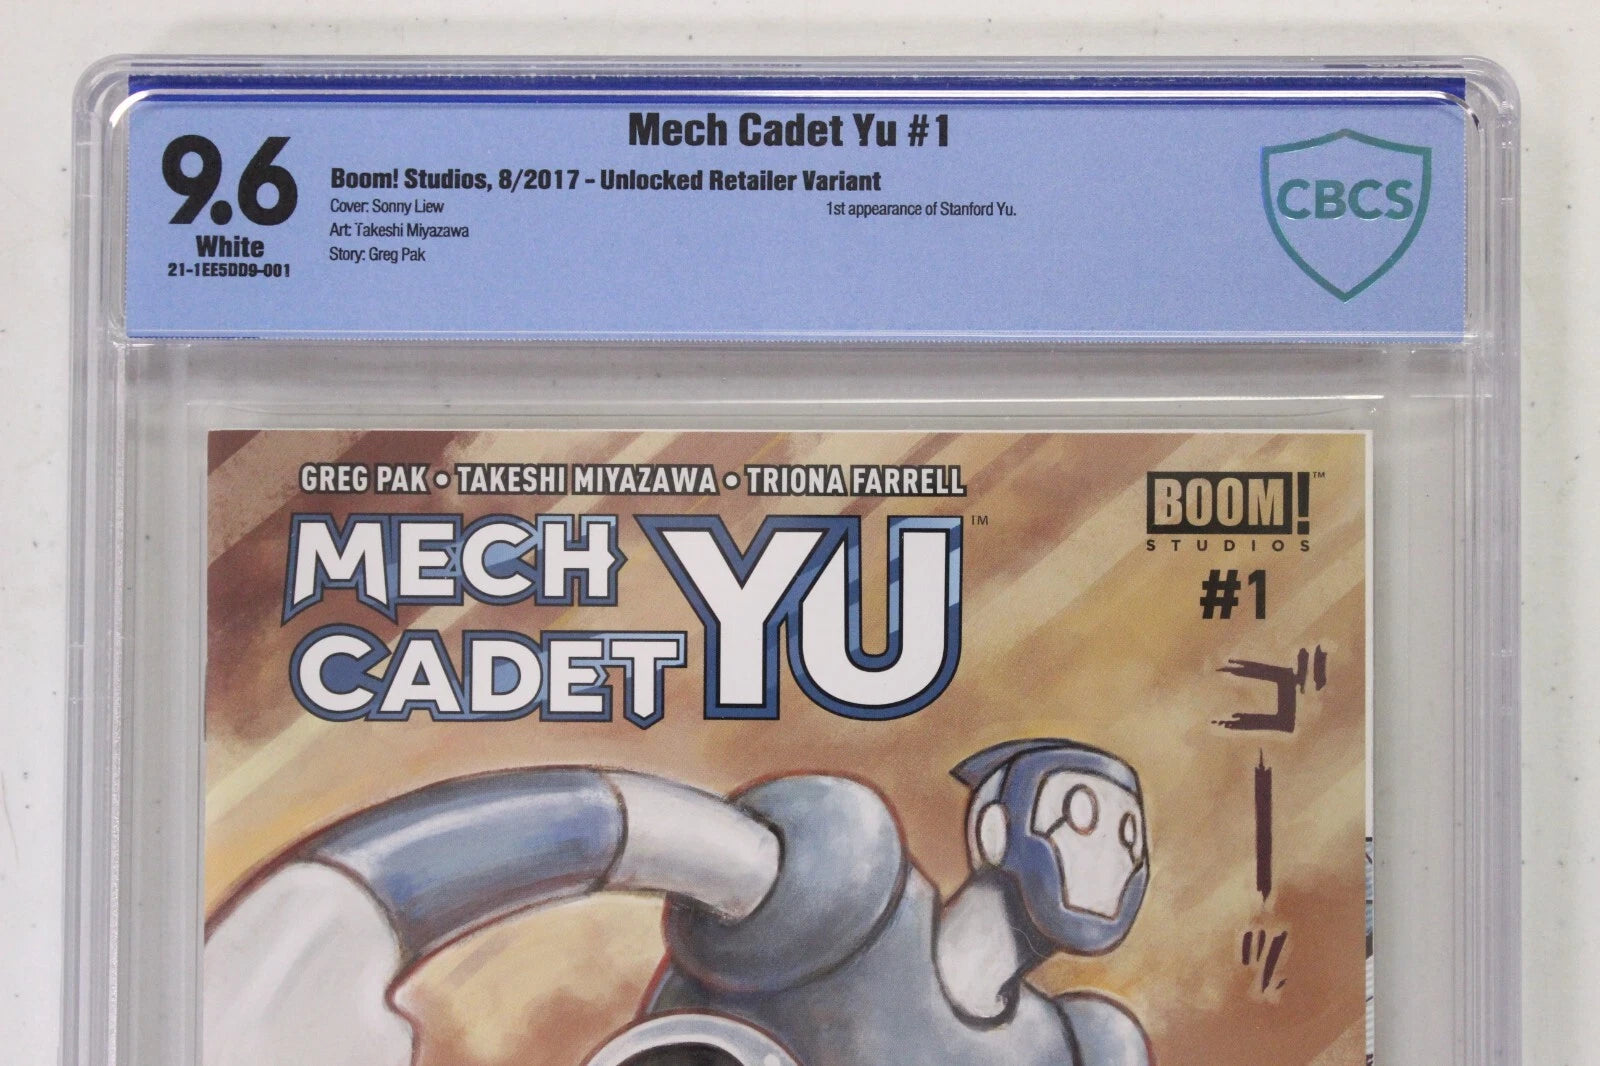 Mech Cadet Yu #1
9.6
White
21-1EE5DD9-001
Boom! Studios, 8/2017 - Unlocked Retailer Variant
Cover: Sonny Liew
Art: Takeshi Miyazawa
Story: Greg Pak
1st appearance of Stanford Yu.
CBCS
GREG PAK • TAKESHI MIYAZAWA • TRIONA FARRELL
MECH
CADET
YU™
BOOM!™
STUDIOS
#1
ゴーッ